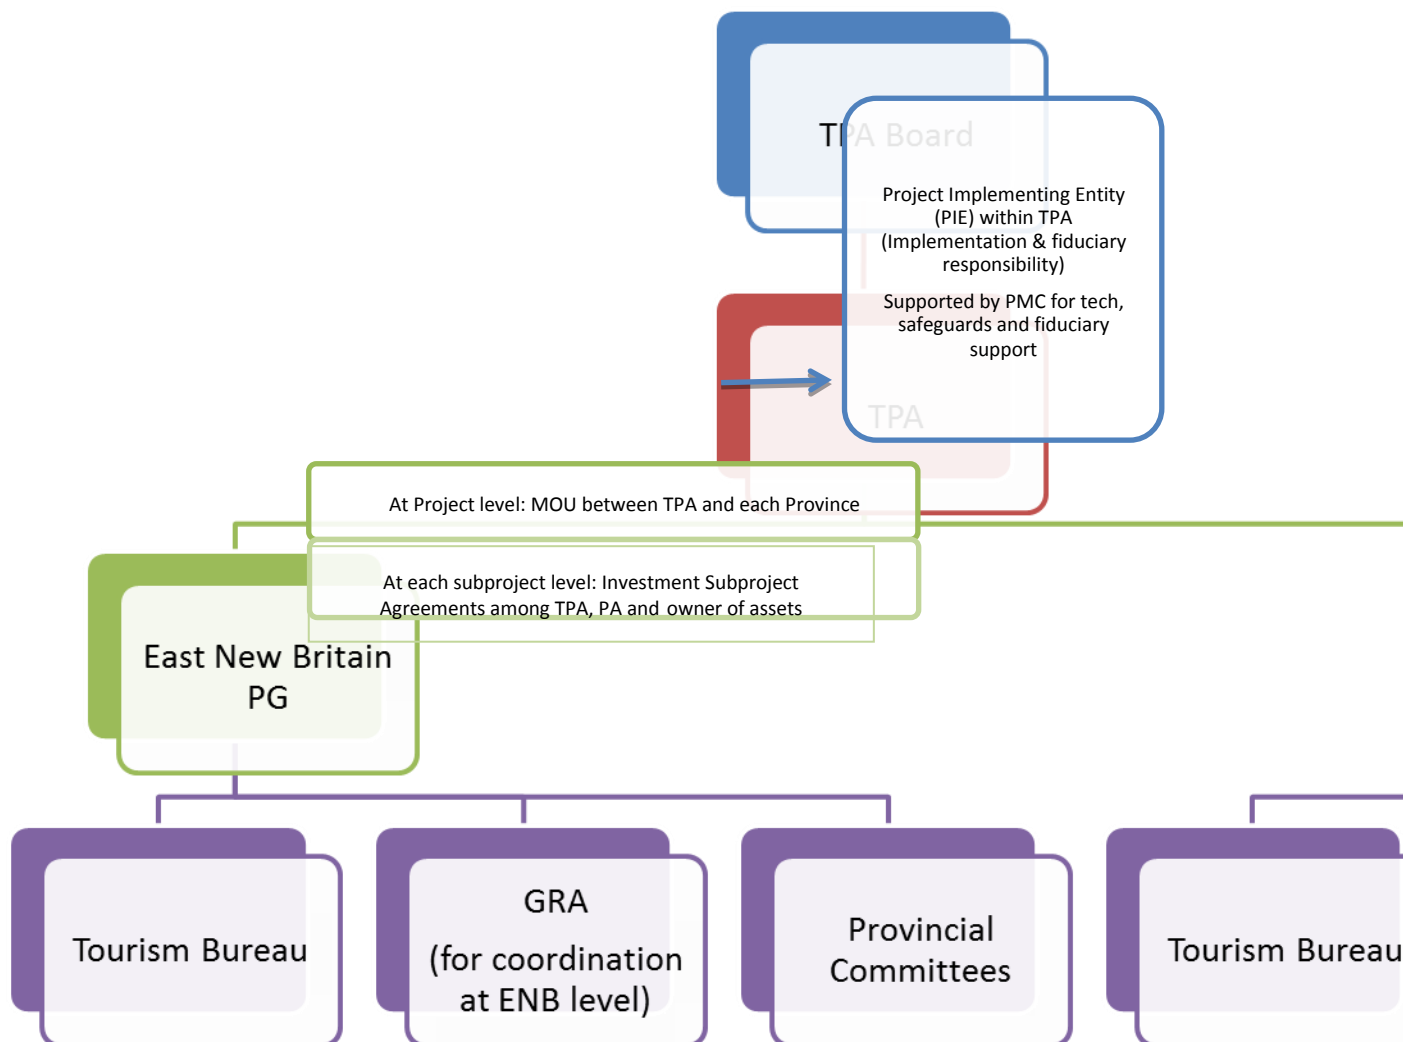 TPA Board
Project Implementing Entity
(PIE) within TPA
(Implementation & fiduciary
responsibility)
Supported by PMC for tech,
safeguards and fiduciary
support
TPA
At Project level: MOU between TPA and each Province
At each subproject level: Investment Subproject
Agreements among TPA, PA and owner of assets
East New Britain
PG
Tourism Bureau
GRA
(for coordination
at ENB level)
Provincial
Committees
Tourism Bureau